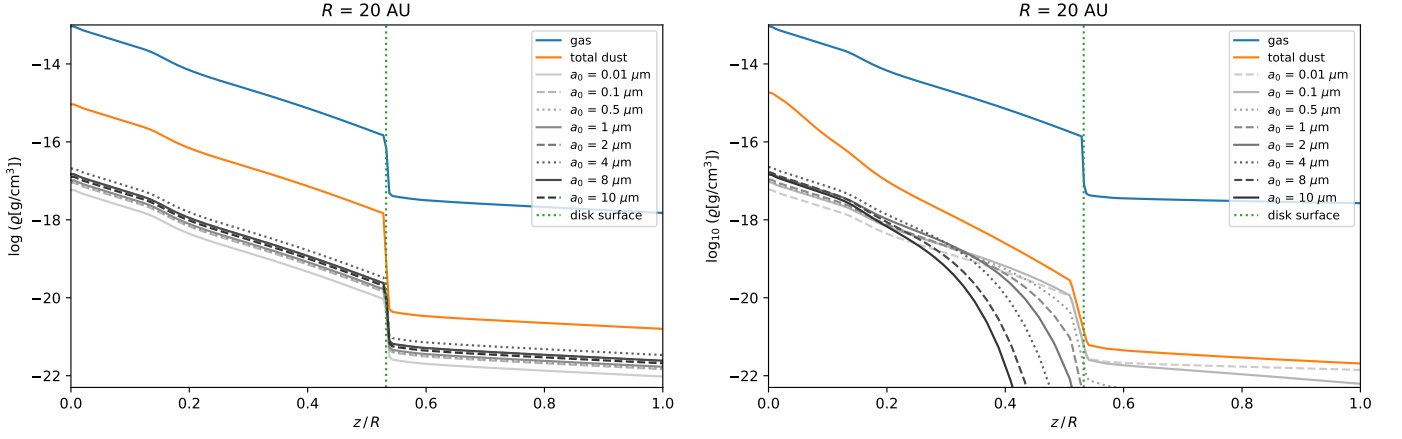 R = 20 AU
log (ϱ[g/cm³])
−14
−16
−18
−20
−22
gas
total dust
a₀ = 0.01 μm
a₀ = 0.1 μm
a₀ = 0.5 μm
a₀ = 1 μm
a₀ = 2 μm
a₀ = 4 μm
a₀ = 8 μm
a₀ = 10 μm
disk surface
0.0 0.2 0.4 0.6 0.8 1.0
z / R
R = 20 AU
log₁₀ (ϱ[g/cm³])
−14
−16
−18
−20
−22
gas
total dust
a₀ = 0.01 μm
a₀ = 0.1 μm
a₀ = 0.5 μm
a₀ = 1 μm
a₀ = 2 μm
a₀ = 4 μm
a₀ = 8 μm
a₀ = 10 μm
disk surface
0.0 0.2 0.4 0.6 0.8 1.0
z / R